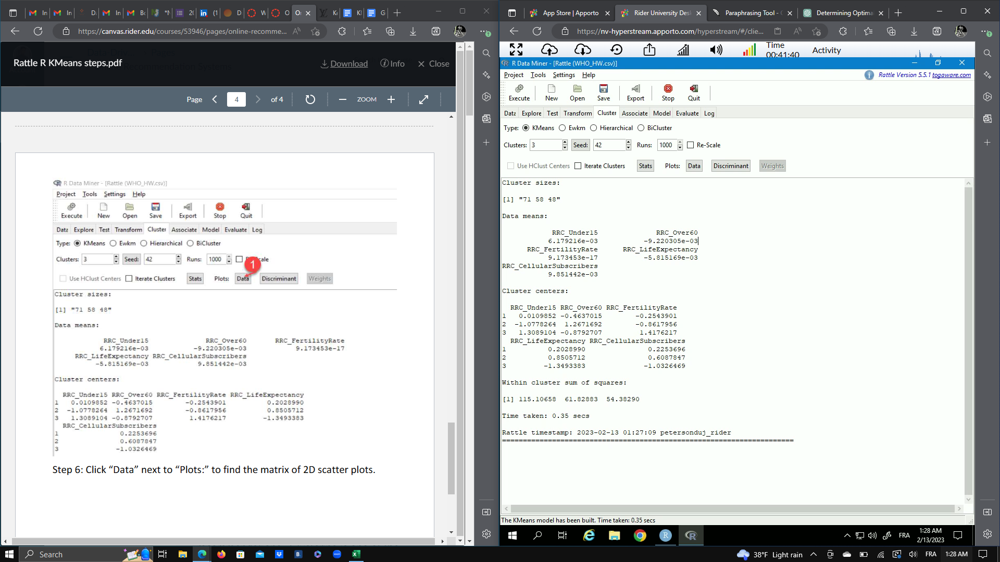 In
In
D
In
In
Bo
*N
20
(1
D
W
O
O
Ke
Kl
G
https://canvas.rider.edu/courses/53946/pages/online-recomme...
Rattle R KMeans steps.pdf
Download
Info
Close
Page
4
of 4
ZOOM
R Data Miner - [Rattle (WHO_HW.csv)]
Project Tools Settings Help
Execute New Open Save Export Stop Quit
Data Explore Test Transform Cluster Associate Model Evaluate Log
Type: KMeans Ewkm Hierarchical BiCluster
Clusters: 3 Seed: 42 Runs: 1000
1
Use HClust Centers Iterate Clusters Stats Plots: Data Discriminant Weights
Cluster sizes:
[1] "71 58 48"
Data means:
RRC_Under15 RRC_Over60 RRC_FertilityRate
6.179216e-03 -9.220305e-03 9.173453e-17
RRC_LifeExpectancy RRC_CellularSubscribers
-5.815169e-03 9.851442e-03
Cluster centers:
RRC_Under15 RRC_Over60 RRC_FertilityRate RRC_LifeExpectancy
1 0.0109852 -0.4637015 -0.2543901 0.2028990
2 -1.0778264 1.2671692 -0.8617956 0.8505712
3 1.3089104 -0.8792707 1.4176217 -1.3493383
RRC_CellularSubscribers
1 0.2253696
2 0.6087847
3 -1.0326469
Step 6: Click “Data” next to “Plots:” to find the matrix of 2D scatter plots.
App Store | Apporto
Rider University Des
Paraphrasing Tool -
Determining Optima
https://nv-hyperstream.apporto.com/hyperstream/#/clie...
Time
00:41:40
Activity
R Data Miner - [Rattle (WHO_HW.csv)]
Project Tools Settings Help
Rattle Version 5.5.1 togaware.com
Execute New Open Save Export Stop Quit
Data Explore Test Transform Cluster Associate Model Evaluate Log
Type: KMeans Ewkm Hierarchical BiCluster
Clusters: 3 Seed: 42 Runs: 1000 Re-Scale
Use HClust Centers Iterate Clusters Stats Plots: Data Discriminant Weights
Cluster sizes:
[1] "71 58 48"
Data means:
RRC_Under15 RRC_Over60
6.179216e-03 -9.220305e-03
RRC_FertilityRate RRC_LifeExpectancy
9.173453e-17 -5.815169e-03
RRC_CellularSubscribers
9.851442e-03
Cluster centers:
RRC_Under15 RRC_Over60 RRC_FertilityRate
1 0.0109852 -0.4637015 -0.2543901
2 -1.0778264 1.2671692 -0.8617956
3 1.3089104 -0.8792707 1.4176217
RRC_LifeExpectancy RRC_CellularSubscribers
1 0.2028990 0.2253696
2 0.8505712 0.6087847
3 -1.3493383 -1.0326469
Within cluster sum of squares:
[1] 115.10658 61.82883 54.38290
Time taken: 0.35 secs
Rattle timestamp: 2023-02-13 01:27:09 petersonduj_rider
======================================================================
The KMeans model has been built. Time taken: 0.35 secs
FRA
1:28 AM
2/13/2023
Search
38°F Light rain
FRA
1:28 AM